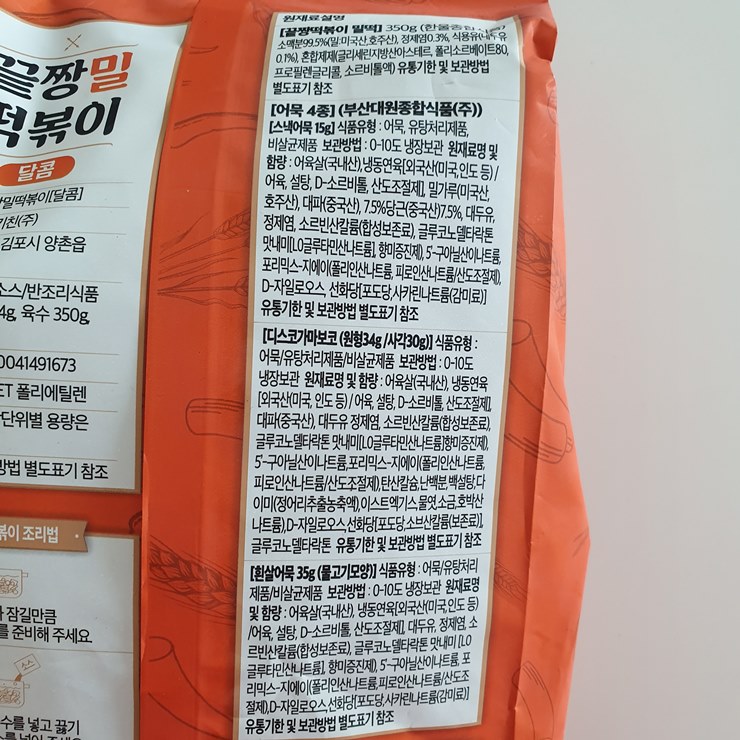 끝짱밀
떡볶이
달콤
밀떡볶이[달콤]
키친(주)
김포시 양촌읍
소스/반조리식품
4g, 육수 350g,
0041491673
ET 폴리에틸렌
단위별 용량은
방법 별도표기 참조
볶이 조리법
잠길만큼
를 준비해 주세요.
소스
수를 넣고 끓기
원재료설명
[끝짱떡볶이 밀떡] 350g
소맥분99.5%(밀:미국산,호주산), 정제염0.3%, 식용유
0.1%), 혼합제제(글리세린지방산아스테르, 폴리소르베이트80,
프로필렌글리콜, 소르비톨액) 유통기한 및 보관방법
별도표기 참조
[어묵 4종] (부산대원종합식품(주))
[스낵어묵 15g] 식품유형 : 어묵, 유탕처리제품,
비살균제품 보관방법 : 0-10도 냉장보관 원재료명 및
함량 : 어육살(국내산),냉동연육[외국산(미국,인도 등)/
어육, 설탕, D-소르비톨, 산도조절제], 밀가루(미국산,
호주산), 대파(중국산), 7.5%당근(중국산)7.5%, 대두유,
정제염, 소르빈산칼륨(합성보존료), 글루코노델타락톤
맛내미[L0글루타민산나트륨], 향미증진제), 5'-구아닐산이나트륨,
포리믹스-지에이(폴리인산나트륨, 피로인산나트륨/산도조절제),
D-자일로오스, 선화당[포도당,사카린나트륨(감미료)]
유통기한 및 보관방법 별도표기 참조
[디스코가마보코 (원형34g /사각30g)] 식품유형 :
어묵/유탕처리제품/비살균제품 보관방법 : 0-10도
냉장보관 원재료명 및 함량 : 어육살(국내산), 냉동연육
[외국산(미국, 인도 등) / 어육, 설탕, D-소르비톨, 산도조절제],
대파(중국산), 대두유 정제염, 소르빈산칼륨(합성보존료),
글루코노델타락톤 맛내미[L0글루타민산나트륨]향미증진제),
5'-구아닐산이나트륨,포리믹스-지에이(폴리인산나트륨,
피로인산나트륨/산도조절제),탄산칼슘,난백분,백설탕,다
이미(정어리추출농축액),이스트엑기스,물엿,소금,호박산
나트륨),D-자일로오스,선화당[포도당,소브산칼륨(보존료)],
글루코노델타락톤 유통기한 및 보관방법 별도표기 참조
[흰살어묵 35g (물고기모양)] 식품유형 : 어묵/유탕처리
제품/비살균제품 보관방법 : 0-10도 냉장보관 원재료명
및 함량 : 어육살(국내산), 냉동연육[외국산(미국,인도 등)
/어육, 설탕, D-소르비톨, 산도조절제], 대두유, 정제염, 소
르빈산칼륨(합성보존료), 글루코노델타락톤 맛내미 [L0
글루타민산나트륨], 향미증진제), 5'-구아닐산이나트륨, 포
리믹스-지에이(폴리인산나트륨,피로인산나트륨/산도조
절제),D-자일로오스,선화당[포도당,사카린나트륨(감미료)]
유통기한 및 보관방법 별도표기 참조